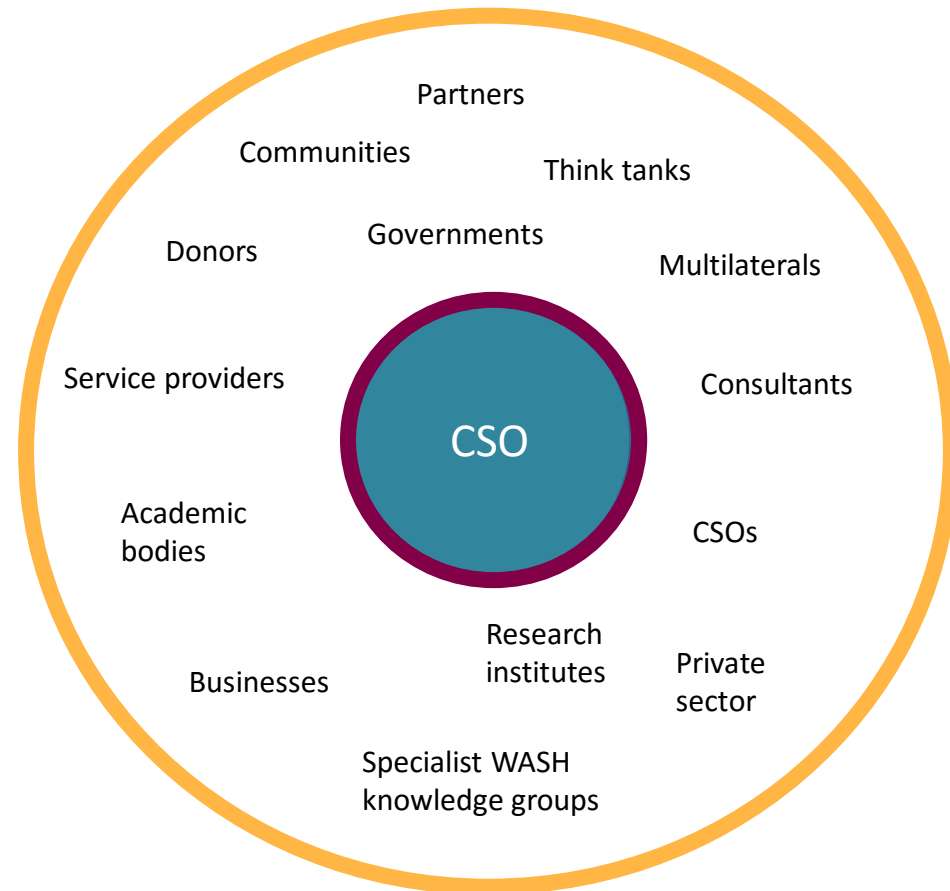 Partners
Communities
Think tanks
Governments
Donors
Multilaterals
Service providers
Consultants
CSO
Academic
bodies
CSOs
Research
institutes
Private
sector
Businesses
Specialist WASH
knowledge groups